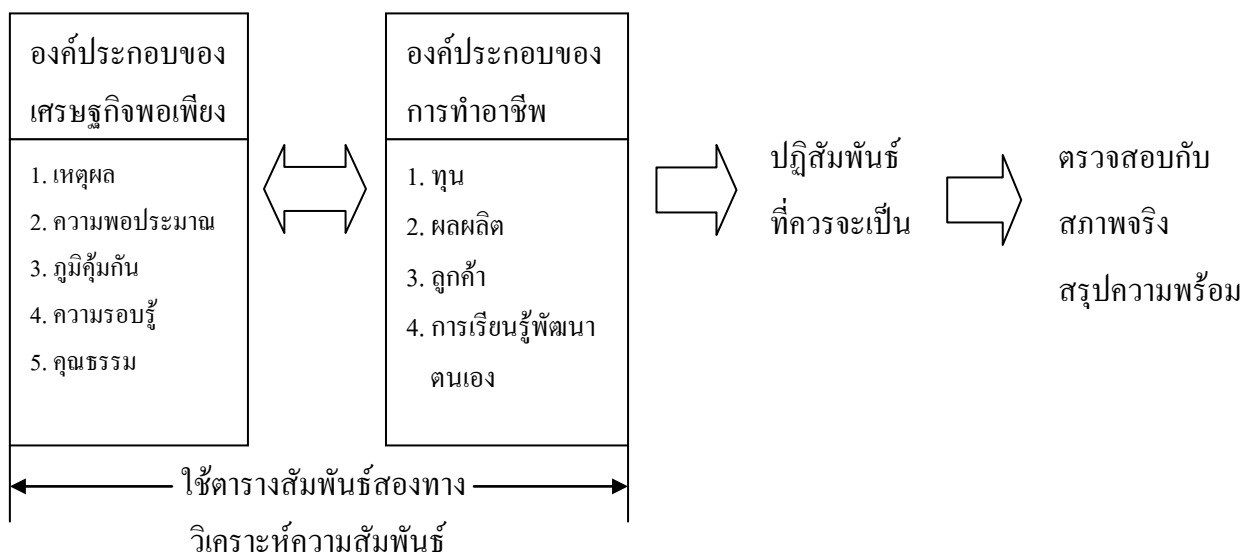 องค์ประกอบของ
เศรษฐกิจพอเพียง
1. เหตุผล
2. ความพอประมาณ
3. ภูมิคุ้มกัน
4. ความรอบรู้
5. คุณธรรม
องค์ประกอบของ
การทำอาชีพ
1. ทุน
2. ผลผลิต
3. ลูกค้า
4. การเรียนรู้พัฒนา
ตนเอง
ปฏิสัมพันธ์
ที่ควรจะเป็น
ตรวจสอบกับ
สภาพจริง
สรุปความพร้อม
ใช้ตารางสัมพันธ์สองทาง
วิเคราะห์ความสัมพันธ์